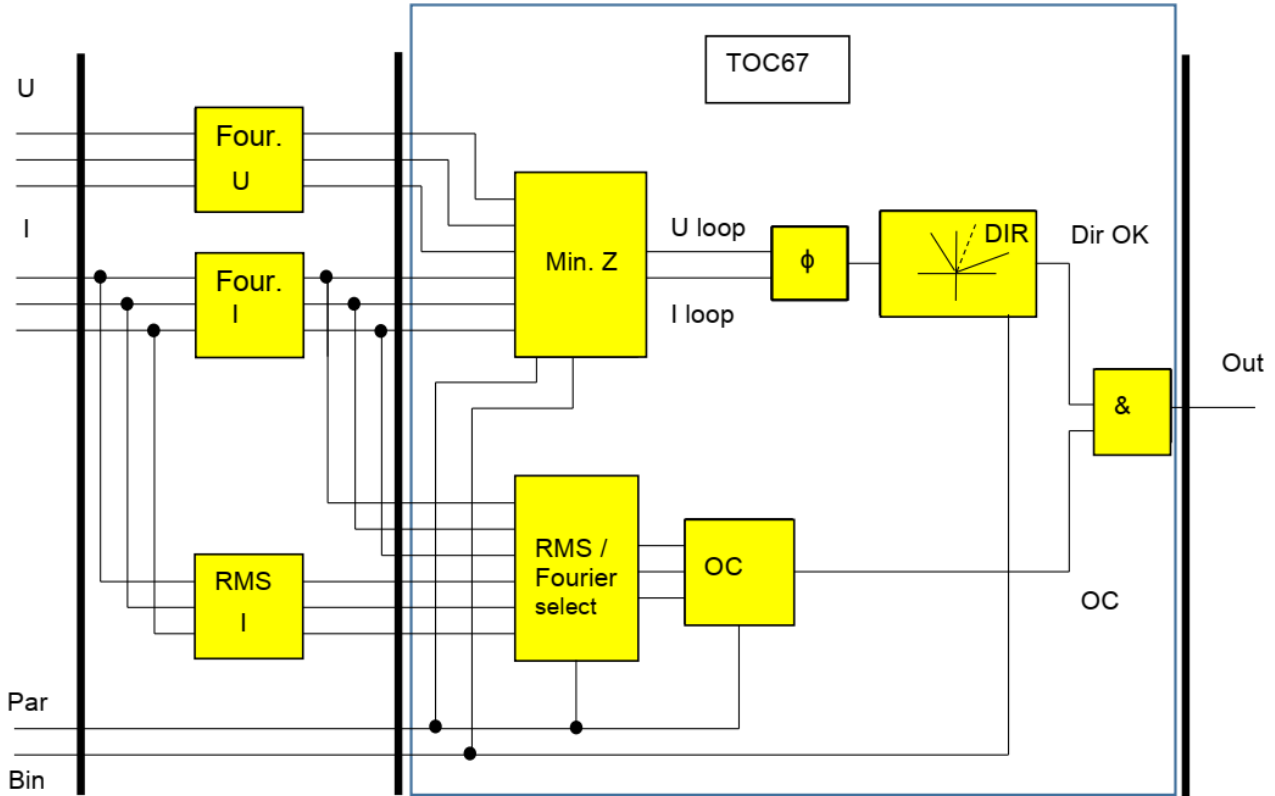 TOC67
U
Four.
U
I
Four.
I
Min. Z
U loop
I loop
ϕ
DIR
Dir OK
&
Out
RMS
I
RMS /
Fourier
select
OC
OC
Par
Bin